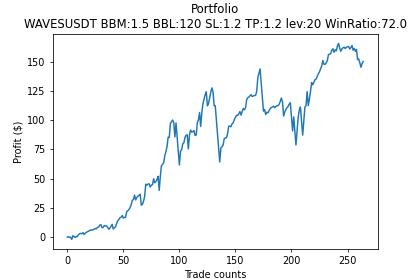 Portfolio
WAVESUSDT BBM:1.5 BBL:120 SL:1.2 TP:1.2 lev:20 WinRatio:72.0
150
125
100
75
50
25
0
Profit ($)
0 50 100 150 200 250
Trade counts